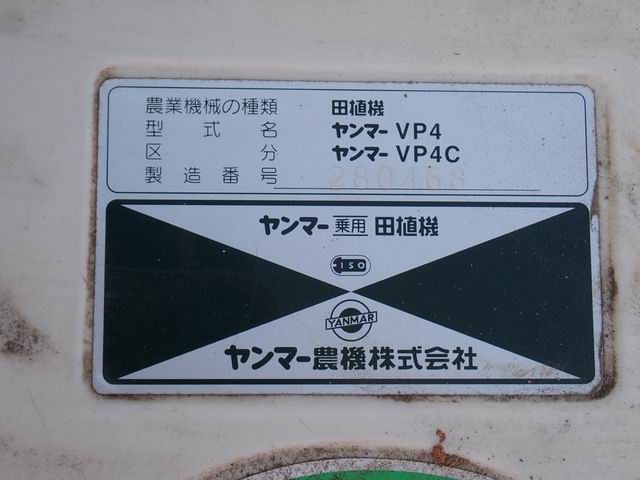 農業機械の種類 田植機
型式名 ヤンマー VP4
区分 ヤンマー VP4C
製造番号 280468
ヤンマー 乗用 田植機
ISO
YANMAR
ヤンマー農機株式会社